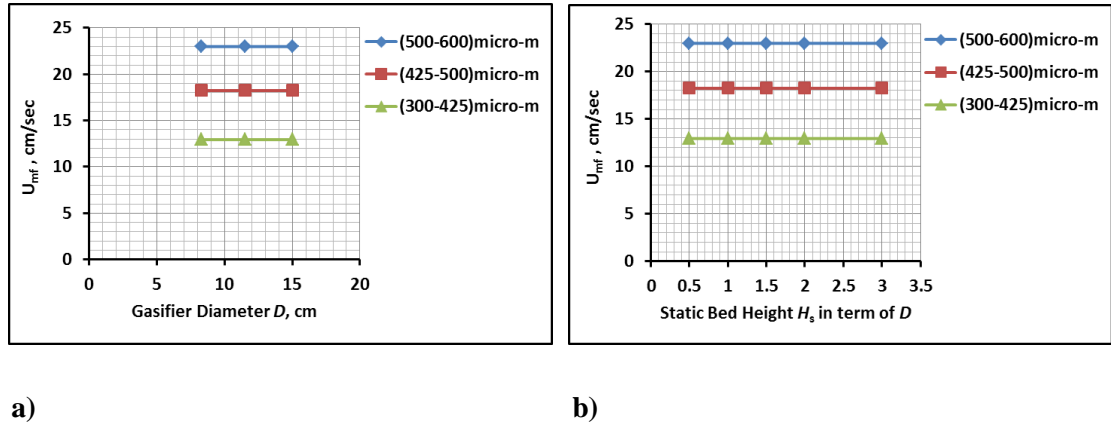 25
20
15
10
5
0
U_mf , cm/sec
0 5 10 15 20
Gasifier Diameter D, cm
(500-600)micro-m
(425-500)micro-m
(300-425)micro-m
25
20
15
10
5
0
U_mf , cm/sec
0 0.5 1 1.5 2 2.5 3 3.5
Static Bed Height H_s in term of D
(500-600)micro-m
(425-500)micro-m
(300-425)micro-m
a)
b)